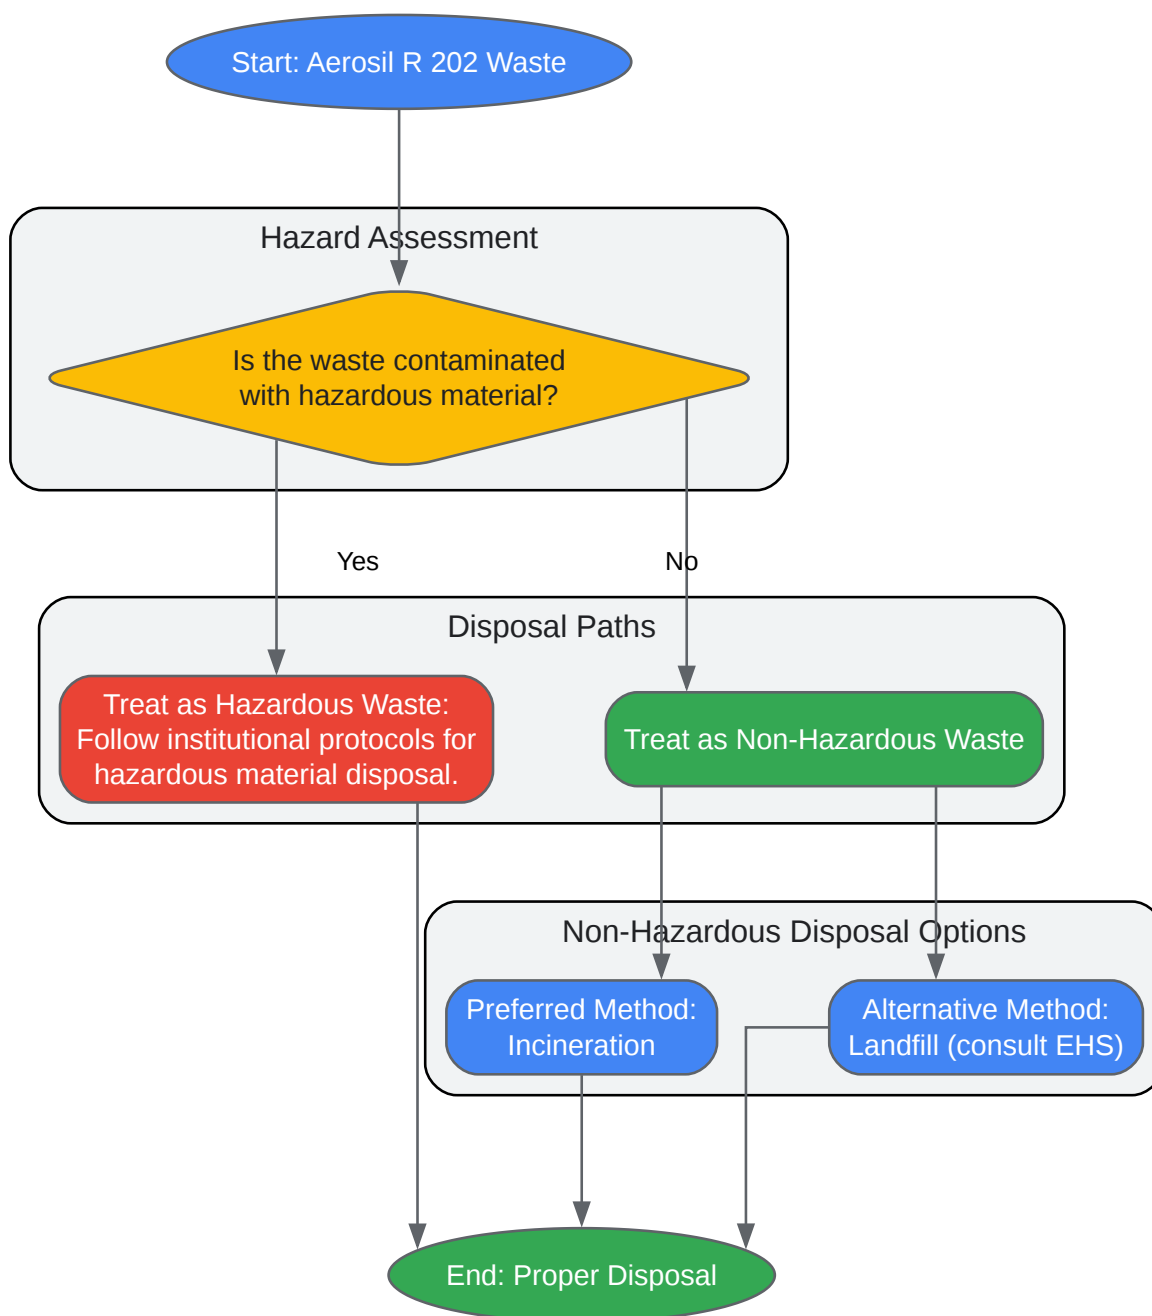 Start: Aerosil R 202 Waste
Hazard Assessment
Is the waste contaminated
with hazardous material?
Yes
No
Disposal Paths
Treat as Hazardous Waste:
Follow institutional protocols for
hazardous material disposal.
Treat as Non-Hazardous Waste
Non-Hazardous Disposal Options
Preferred Method:
Incineration
Alternative Method:
Landfill (consult EHS)
End: Proper Disposal